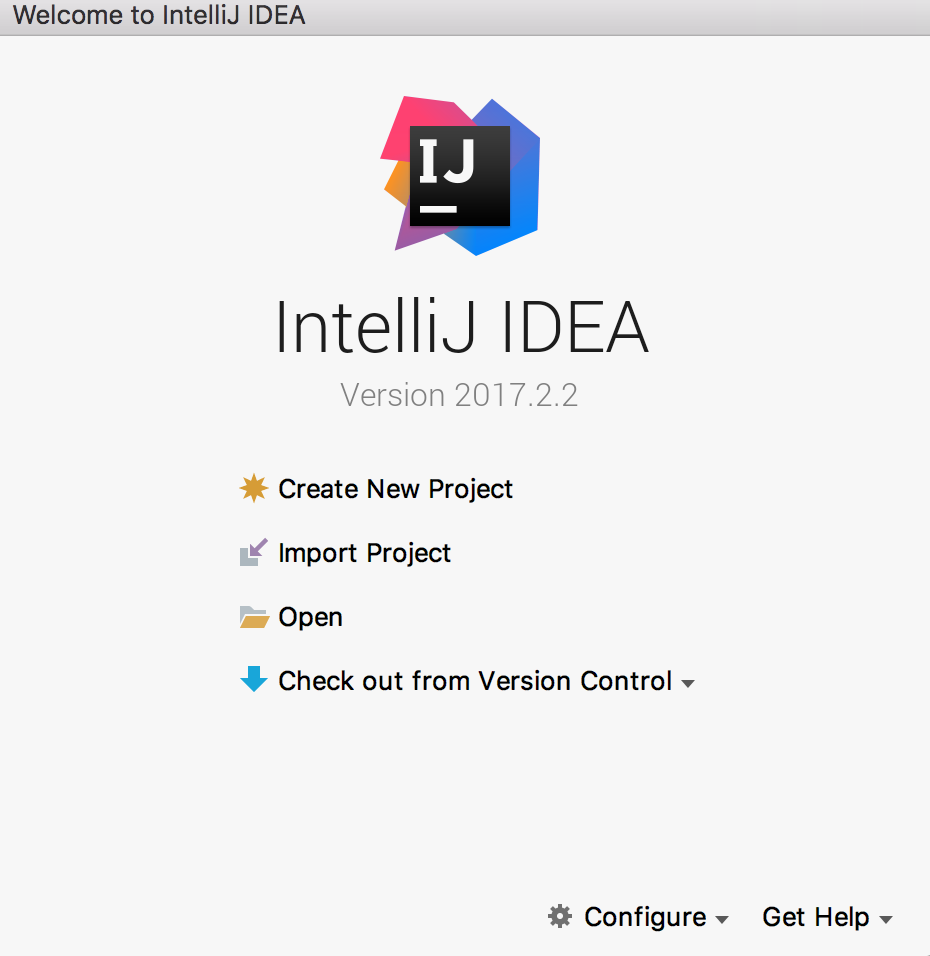 Welcome to IntelliJ IDEA
IJ
IntelliJ IDEA
Version 2017.2.2
Create New Project
Import Project
Open
Check out from Version Control
Configure Get Help